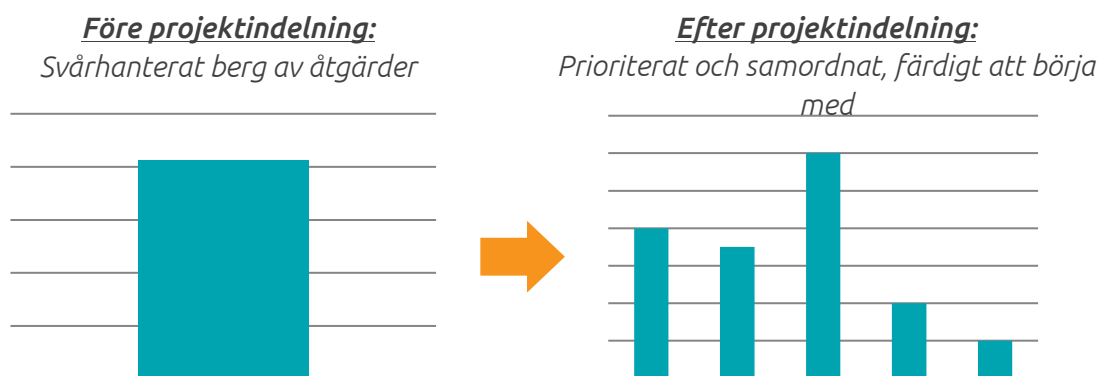 Före projektindelning:
Svårhanterat berg av åtgärder
Efter projektindelning:
Prioriterat och samordnat, färdigt att börja
med